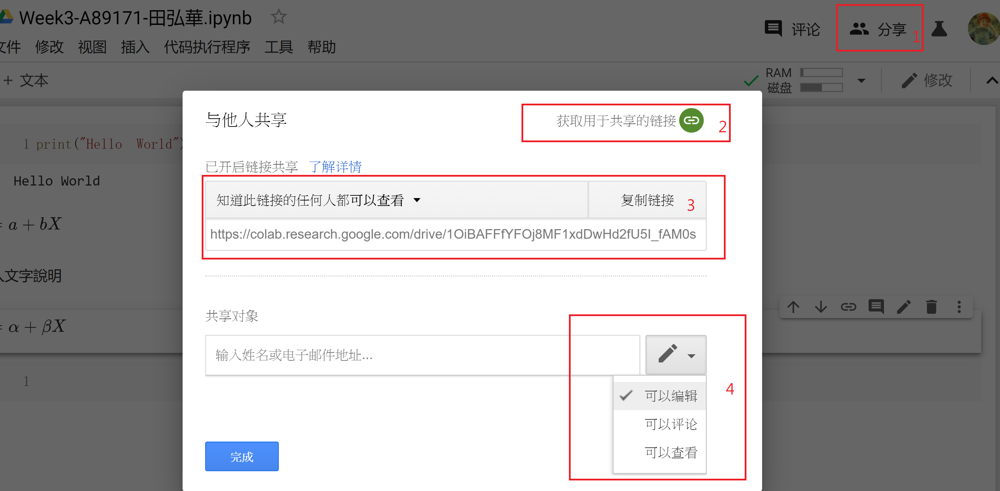 Week3-A89171-田弘華.ipynb
评论
分享
1
文件 修改 视图 插入 代码执行程序 工具 帮助
+ 文本
RAM
磁盘
修改
与他人共享
获取用于共享的链接
2
1 print("Hello World")
已开启链接共享 了解详情
Hello World
知道此链接的任何人都可以查看
复制链接
3
= a + bX
https://colab.research.google.com/drive/1OiBAFFfYFOj8MF1xdDwHd2fU5I_fAM0s
文字說明
共享对象
= α + βX
输入姓名或电子邮件地址...
1
4
可以编辑
可以评论
可以查看
完成